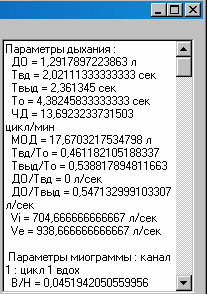 Параметры дыхания :
ДО = 1,2917897223863 л
Твд = 2,02111333333333 сек
Твыд = 2,361345 сек
То = 4,38245833333333 сек
ЧД = 13,6923233731503
цикл/мин
МОД = 17,6703217534798 л
Твд/То = 0,461182105188337
Твыд/То = 0,538817894811663
ДО/Твд = 0 л/сек
ДО/Твыд = 0,547132999103307
л/сек
Vi = 704,666666666667 л/сек
Ve = 938,666666666667 л/сек
Параметры миограммы : канал
1 : цикл 1 вдох
В/Н = 0,0451942050559956